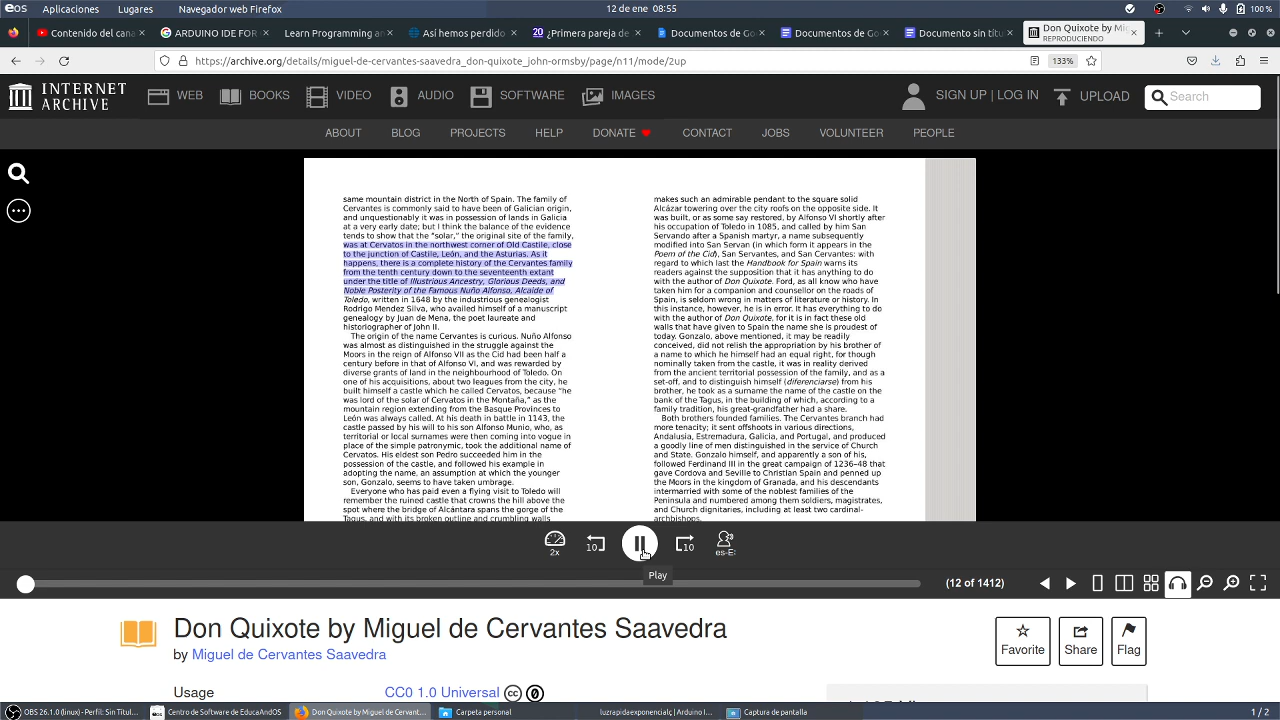 eOS Aplicaciones Lugares Navegador web Firefox 12 de ene 08:55 100 %
Contenido del cana ARDUINO IDE FOR Learn Programming an Así hemos perdido ¿Primera pareja de Documentos de Go Documentos de Go Documento sin títu Don Quixote by M
REPRODUCIENDO
https://archive.org/details/miguel-de-cervantes-saavedra_don-quixote_john-ormsby/page/n11/mode/2up 133%
INTERNET ARCHIVE WEB BOOKS VIDEO AUDIO SOFTWARE IMAGES SIGN UP | LOG IN UPLOAD Search
ABOUT BLOG PROJECTS HELP DONATE CONTACT JOBS VOLUNTEER PEOPLE
same mountain district in the North of Spain. The family of
Cervantes is commonly said to have been of Galician origin,
and unquestionably it was in possession of lands in Galicia
at a very early date; but I think the balance of the evidence
tends to show that the “solar,” the original site of the family,
was at Cervatos in the northwest corner of Old Castile, close
to the junction of Castile, León, and the Asturias. As it
happens, there is a complete history of the Cervantes family
from the tenth century down to the seventeenth extant
under the title of Illustrious Ancestry, Glorious Deeds, and
Noble Posterity of the Famous Nuño Alfonso, Alcaide of
Toledo, written in 1648 by the industrious genealogist
Rodrigo Mendez Silva, who availed himself of a manuscript
genealogy by Juan de Mena, the poet laureate and
historiographer of John II.
The origin of the name Cervantes is curious. Nuño Alfonso
was almost as distinguished in the struggle against the
Moors in the reign of Alfonso VII as the Cid had been half a
century before in that of Alfonso VI, and was rewarded by
diverse grants of land in the neighbourhood of Toledo. On
one of his acquisitions, about two leagues from the city, he
built himself a castle which he called Cervatos, because “he
was lord of the solar of Cervatos in the Montaña,” as the
mountain region extending from the Basque Provinces to
León was always called. At his death in battle in 1143, the
castle passed by his will to his son Alfonso Munio, who, as
territorial or local surnames were then coming into vogue in
place of the simple patronymic, took the additional name of
Cervatos. His eldest son Pedro succeeded him in the
possession of the castle, and followed his example in
adopting the name, an assumption at which the younger
son, Gonzalo, seems to have taken umbrage.
Everyone who has paid even a flying visit to Toledo will
remember the ruined castle that crowns the hill above the
spot where the bridge of Alcántara spans the gorge of the
Tagus, and with its broken outline and crumbling walls
makes such an admirable pendant to the square solid
Alcázar towering over the city roofs on the opposite side. It
was built, or as some say restored, by Alfonso VI shortly after
his occupation of Toledo in 1085, and called by him San
Servando after a Spanish martyr, a name subsequently
modified into San Servan (in which form it appears in the
Poem of the Cid), San Servantes, and San Cervantes: with
regard to which last the Handbook for Spain warns its
readers against the supposition that it has anything to do
with the author of Don Quixote. Ford, as all know who have
taken him for a companion and counsellor on the roads of
Spain, is seldom wrong in matters of literature or history. In
this instance, however, he is in error. It has everything to do
with the author of Don Quixote, for it is in fact these old
walls that have given to Spain the name she is proudest of
today. Gonzalo, above mentioned, it may be readily
conceived, did not relish the appropriation by his brother of
a name to which he himself had an equal right, for though
nominally taken from the castle, it was in reality derived
from the ancient territorial possession of the family, and as a
set-off, and to distinguish himself (diferenciarse) from his
brother, he took as a surname the name of the castle on the
bank of the Tagus, in the building of which, according to a
family tradition, his great-grandfather had a share.
Both brothers founded families. The Cervantes branch had
more tenacity; it sent offshoots in various directions,
Andalusia, Estremadura, Galicia, and Portugal, and produced
a goodly line of men distinguished in the service of Church
and State. Gonzalo himself, and apparently a son of his,
followed Ferdinand III in the great campaign of 1236–48 that
gave Cordova and Seville to Christian Spain and penned up
the Moors in the kingdom of Granada, and his descendants
intermarried with some of the noblest families of the
Peninsula and numbered among them soldiers, magistrates,
and Church dignitaries, including at least two cardinal-
archbishops.
2x 10 10 es-E:
Play
(12 of 1412)
Don Quixote by Miguel de Cervantes Saavedra
by Miguel de Cervantes Saavedra
Favorite Share Flag
Usage CC0 1.0 Universal
OBS 26.1.0 (linux) - Perfil: Sin Títul... Centro de Software de EducaAndOS Don Quixote by Miguel de Cervant... Carpeta personal luzrapidaexponencialç | Arduino I... Captura de pantalla 1 / 2